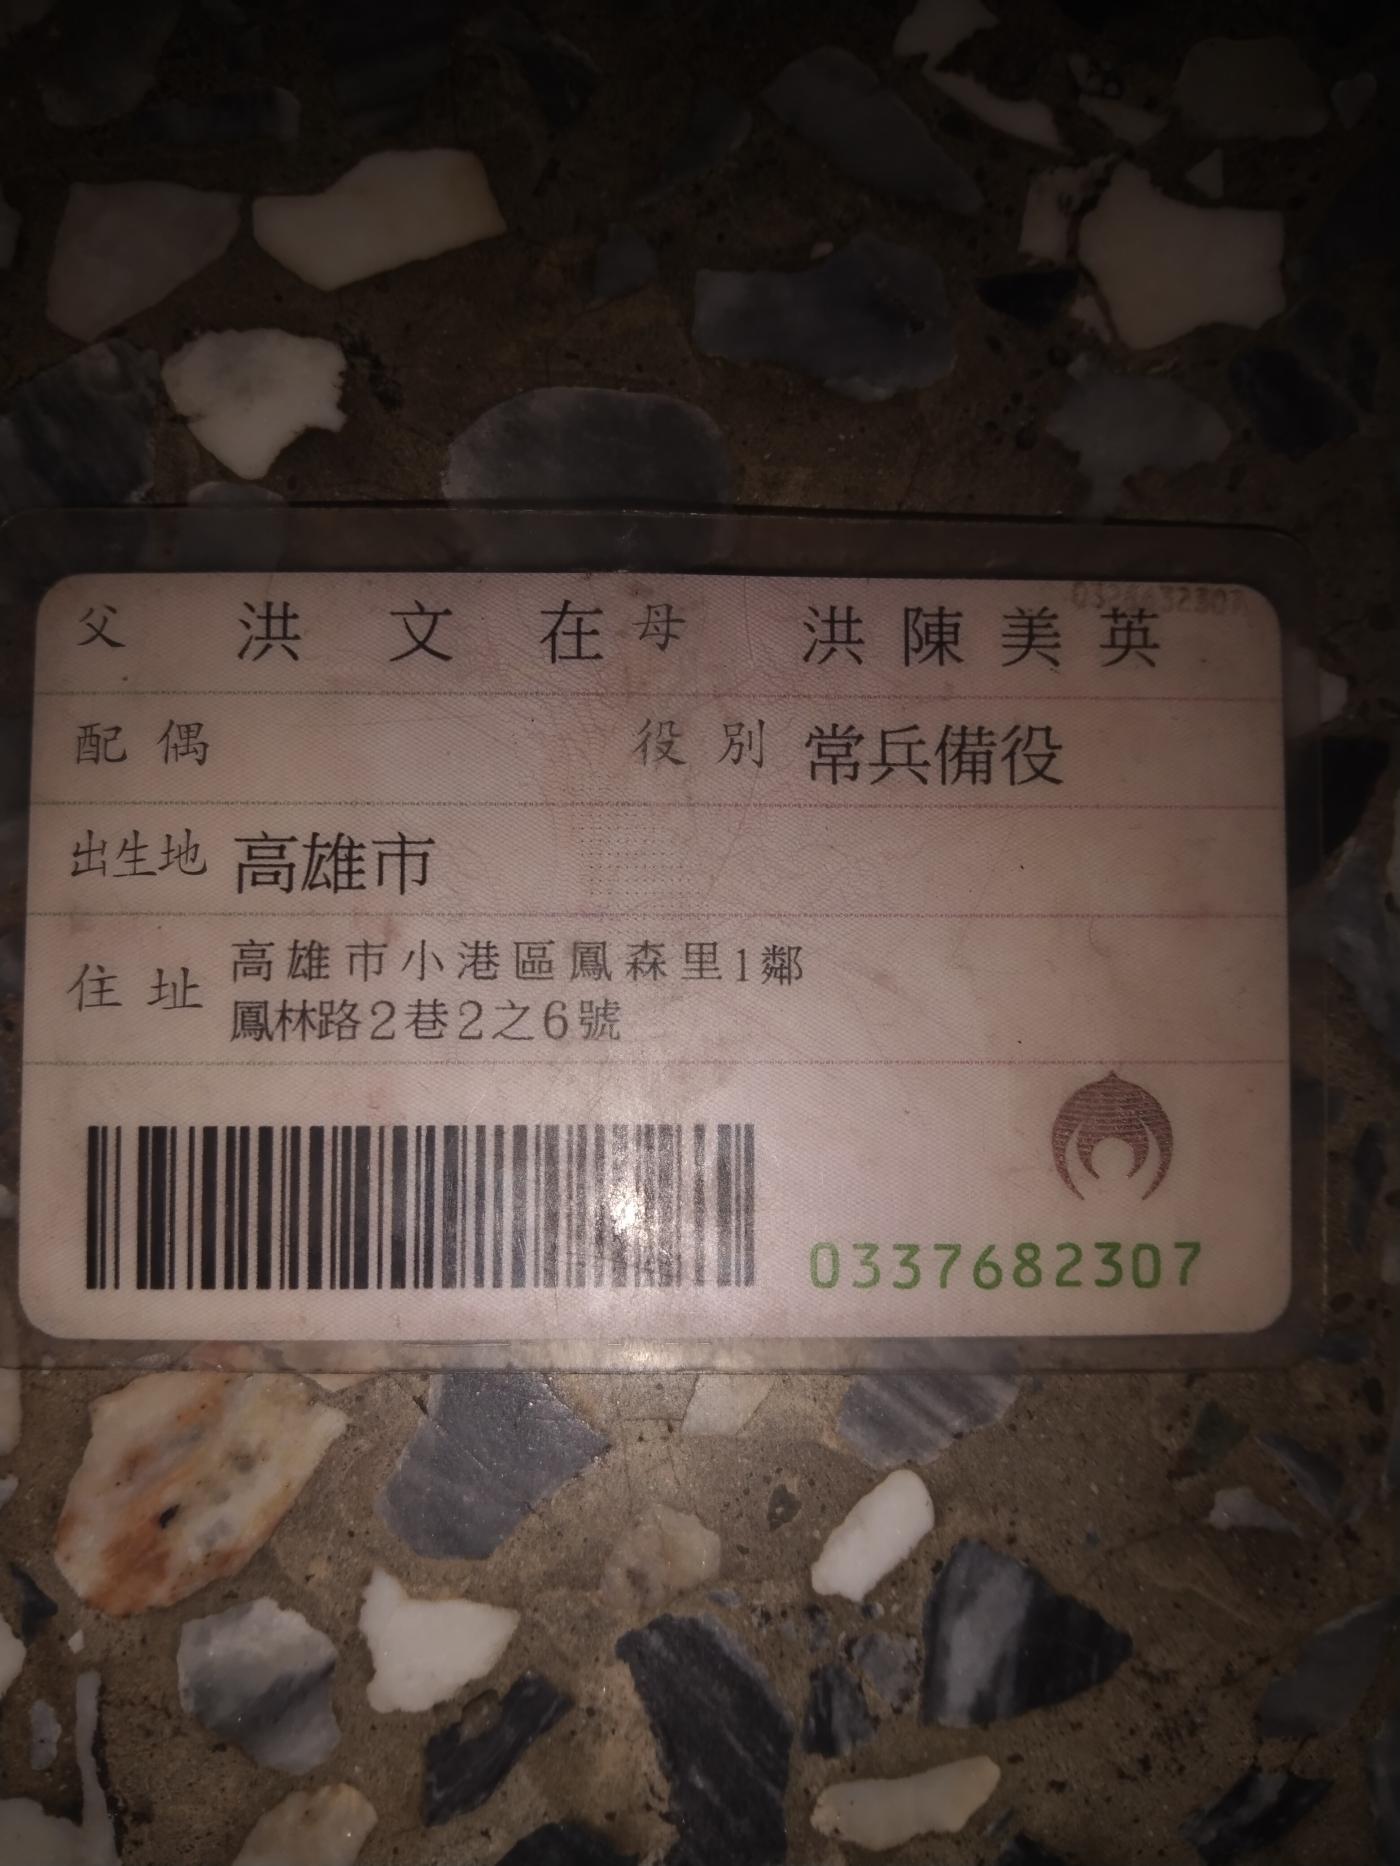 父 洪文在 母 洪陳美英
配偶 役別 常兵備役
出生地 高雄市
住址 高雄市小港區鳳森里1鄰
鳳林路2巷2之6號
0337682307